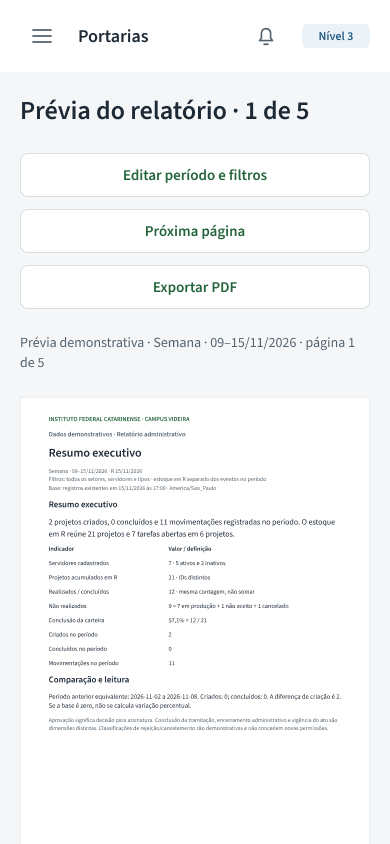 Portarias
Nível 3
Prévia do relatório · 1 de 5
Editar período e filtros
Próxima página
Exportar PDF
Prévia demonstrativa · Semana · 09–15/11/2026 · página 1
de 5
INSTITUTO FEDERAL CATARINENSE · CAMPUS VIDEIRA
Dados demonstrativos · Relatório administrativo
Resumo executivo
Semana · 09–15/11/2026 · R 15/11/2026
Filtros: todos os setores, servidores e tipos · estoque em R separado dos eventos no período
Base: registros existentes em 15/11/2026 às 17:00 · America/Sao_Paulo
Resumo executivo
2 projetos criados, 0 concluídos e 11 movimentações registradas no período. O estoque
em R reúne 21 projetos e 7 tarefas abertas em 6 projetos.
Indicador Valor / definição
Servidores cadastrados 7 · 5 ativos e 2 inativos
Projetos acumulados em R 21 · IDs distintos
Realizados / concluídos 12 · mesma contagem, não somar
Não realizados 9 = 7 em produção + 1 não aceito + 1 cancelado
Conclusão da carteira 57,1% = 12 / 21
Criados no período 2
Concluídos no período 0
Movimentações no período 11
Comparação e leitura
Período anterior equivalente: 2026-11-02 a 2026-11-08. Criados: 0; concluídos: 0. A diferença de criação é 2.
Se a base é zero, não se calcula variação percentual.
Aprovação significa decisão para assinatura. Conclusão da tramitação, encerramento administrativo e vigência do ato são
dimensões distintas. Classificações de rejeição/cancelamento são demonstrativas e não concedem novas permissões.